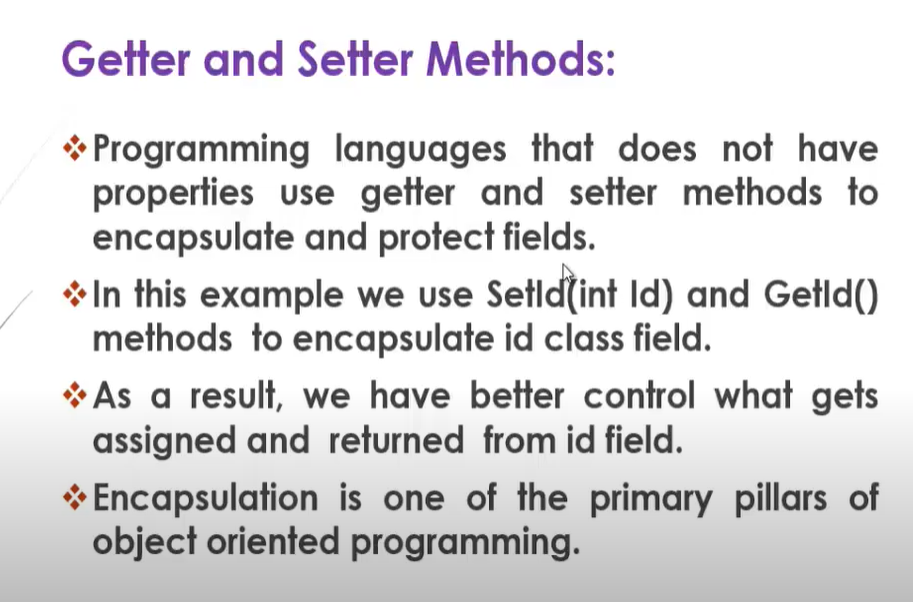 Getter and Setter Methods:
❖Programming languages that does not have
properties use getter and setter methods to
encapsulate and protect fields.
❖In this example we use SetId(int Id) and GetId()
methods to encapsulate id class field.
❖As a result, we have better control what gets
assigned and returned from id field.
❖Encapsulation is one of the primary pillars of
object oriented programming.